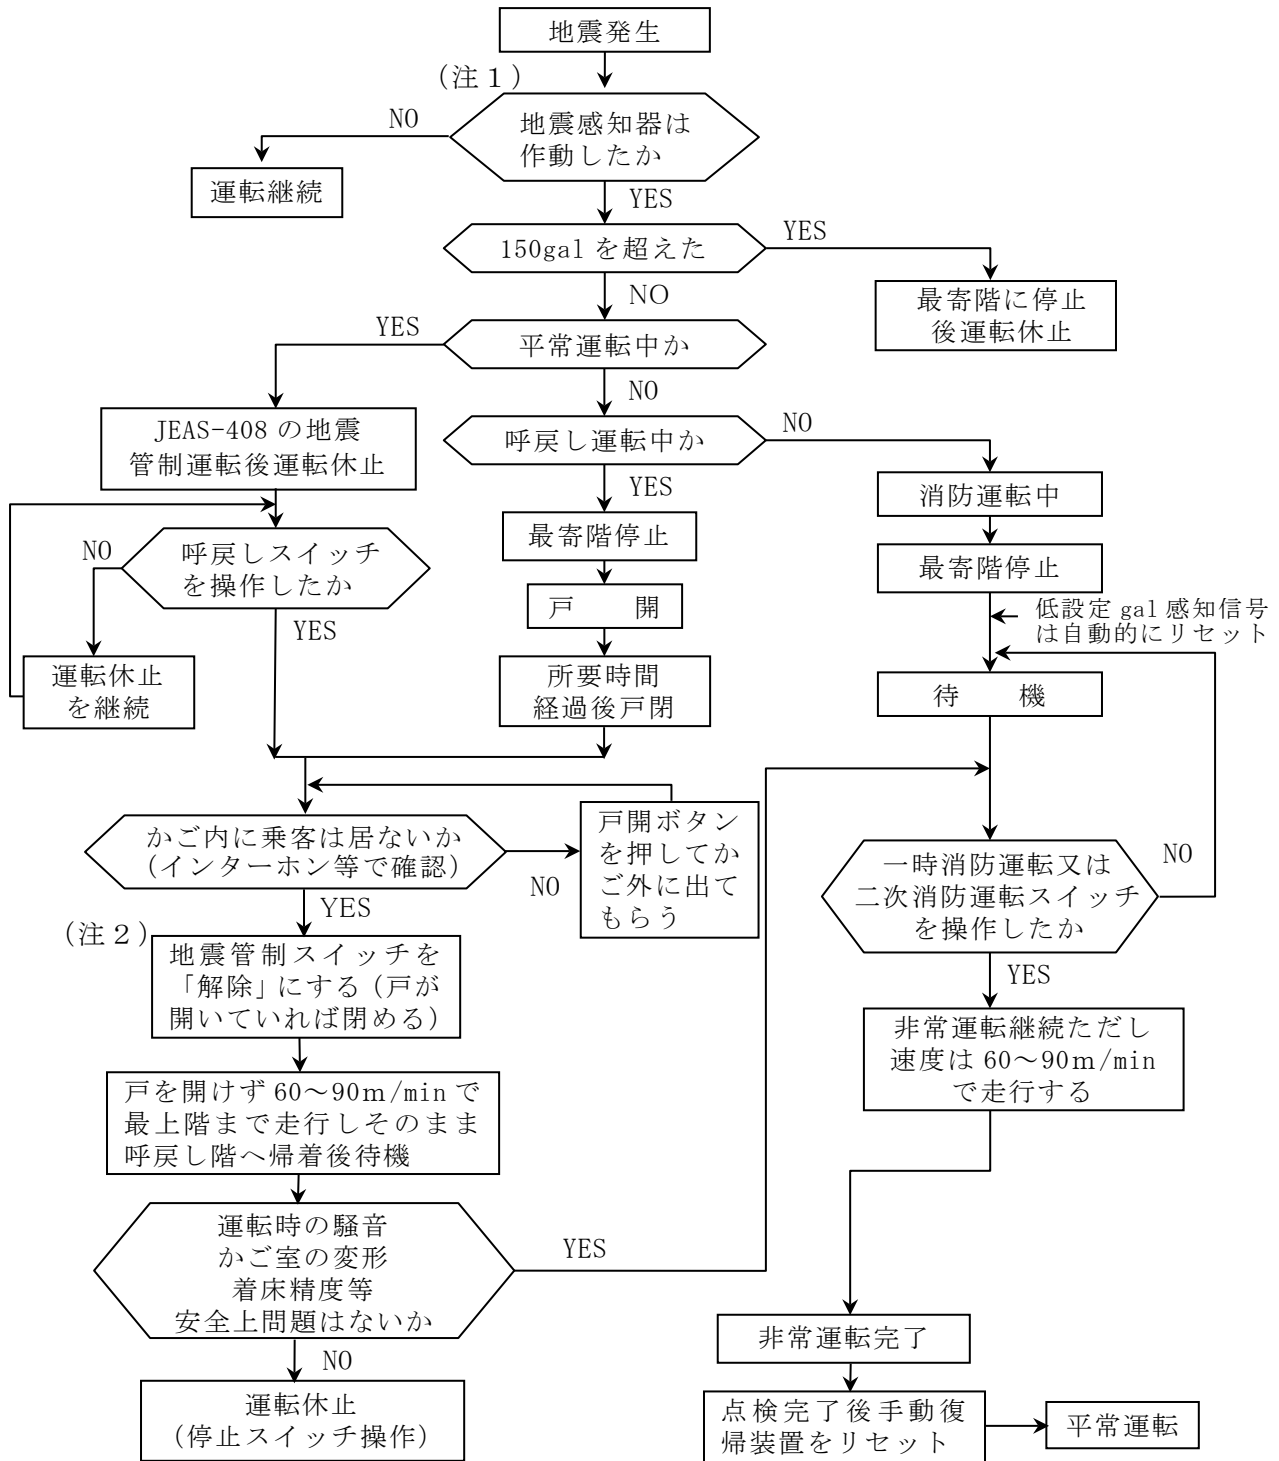 地震発生
(注１)
NO
地震感知器は
作動したか
運転継続
YES
150gal を超えた
YES
NO
最寄階に停止
後運転休止
YES
平常運転中か
NO
JEAS-408 の地震
管制運転後運転休止
呼戻し運転中か
NO
YES
消防運転中
最寄階停止
NO
呼戻しスイッチ
を操作したか
最寄階停止
戸　　開
低設定 gal 感知信号
は自動的にリセット
YES
運転休止
を継続
所要時間
経過後戸閉
待　　機
かご内に乗客は居ないか
(インターホン等で確認)
NO
戸開ボタン
を押してか
ご外に出て
もらう
一時消防運転又は
二次消防運転スイッチ
を操作したか
NO
YES
(注２)
地震管制スイッチを
「解除」にする(戸が
開いていれば閉める)
YES
非常運転継続ただし
速度は 60～90ｍ/min
で走行する
戸を開けず 60～90ｍ/min で
最上階まで走行しそのまま
呼戻し階へ帰着後待機
運転時の騒音
かご室の変形
着床精度等
安全上問題はないか
YES
NO
非常運転完了
運転休止
(停止スイッチ操作)
点検完了後手動復
帰装置をリセット
平常運転